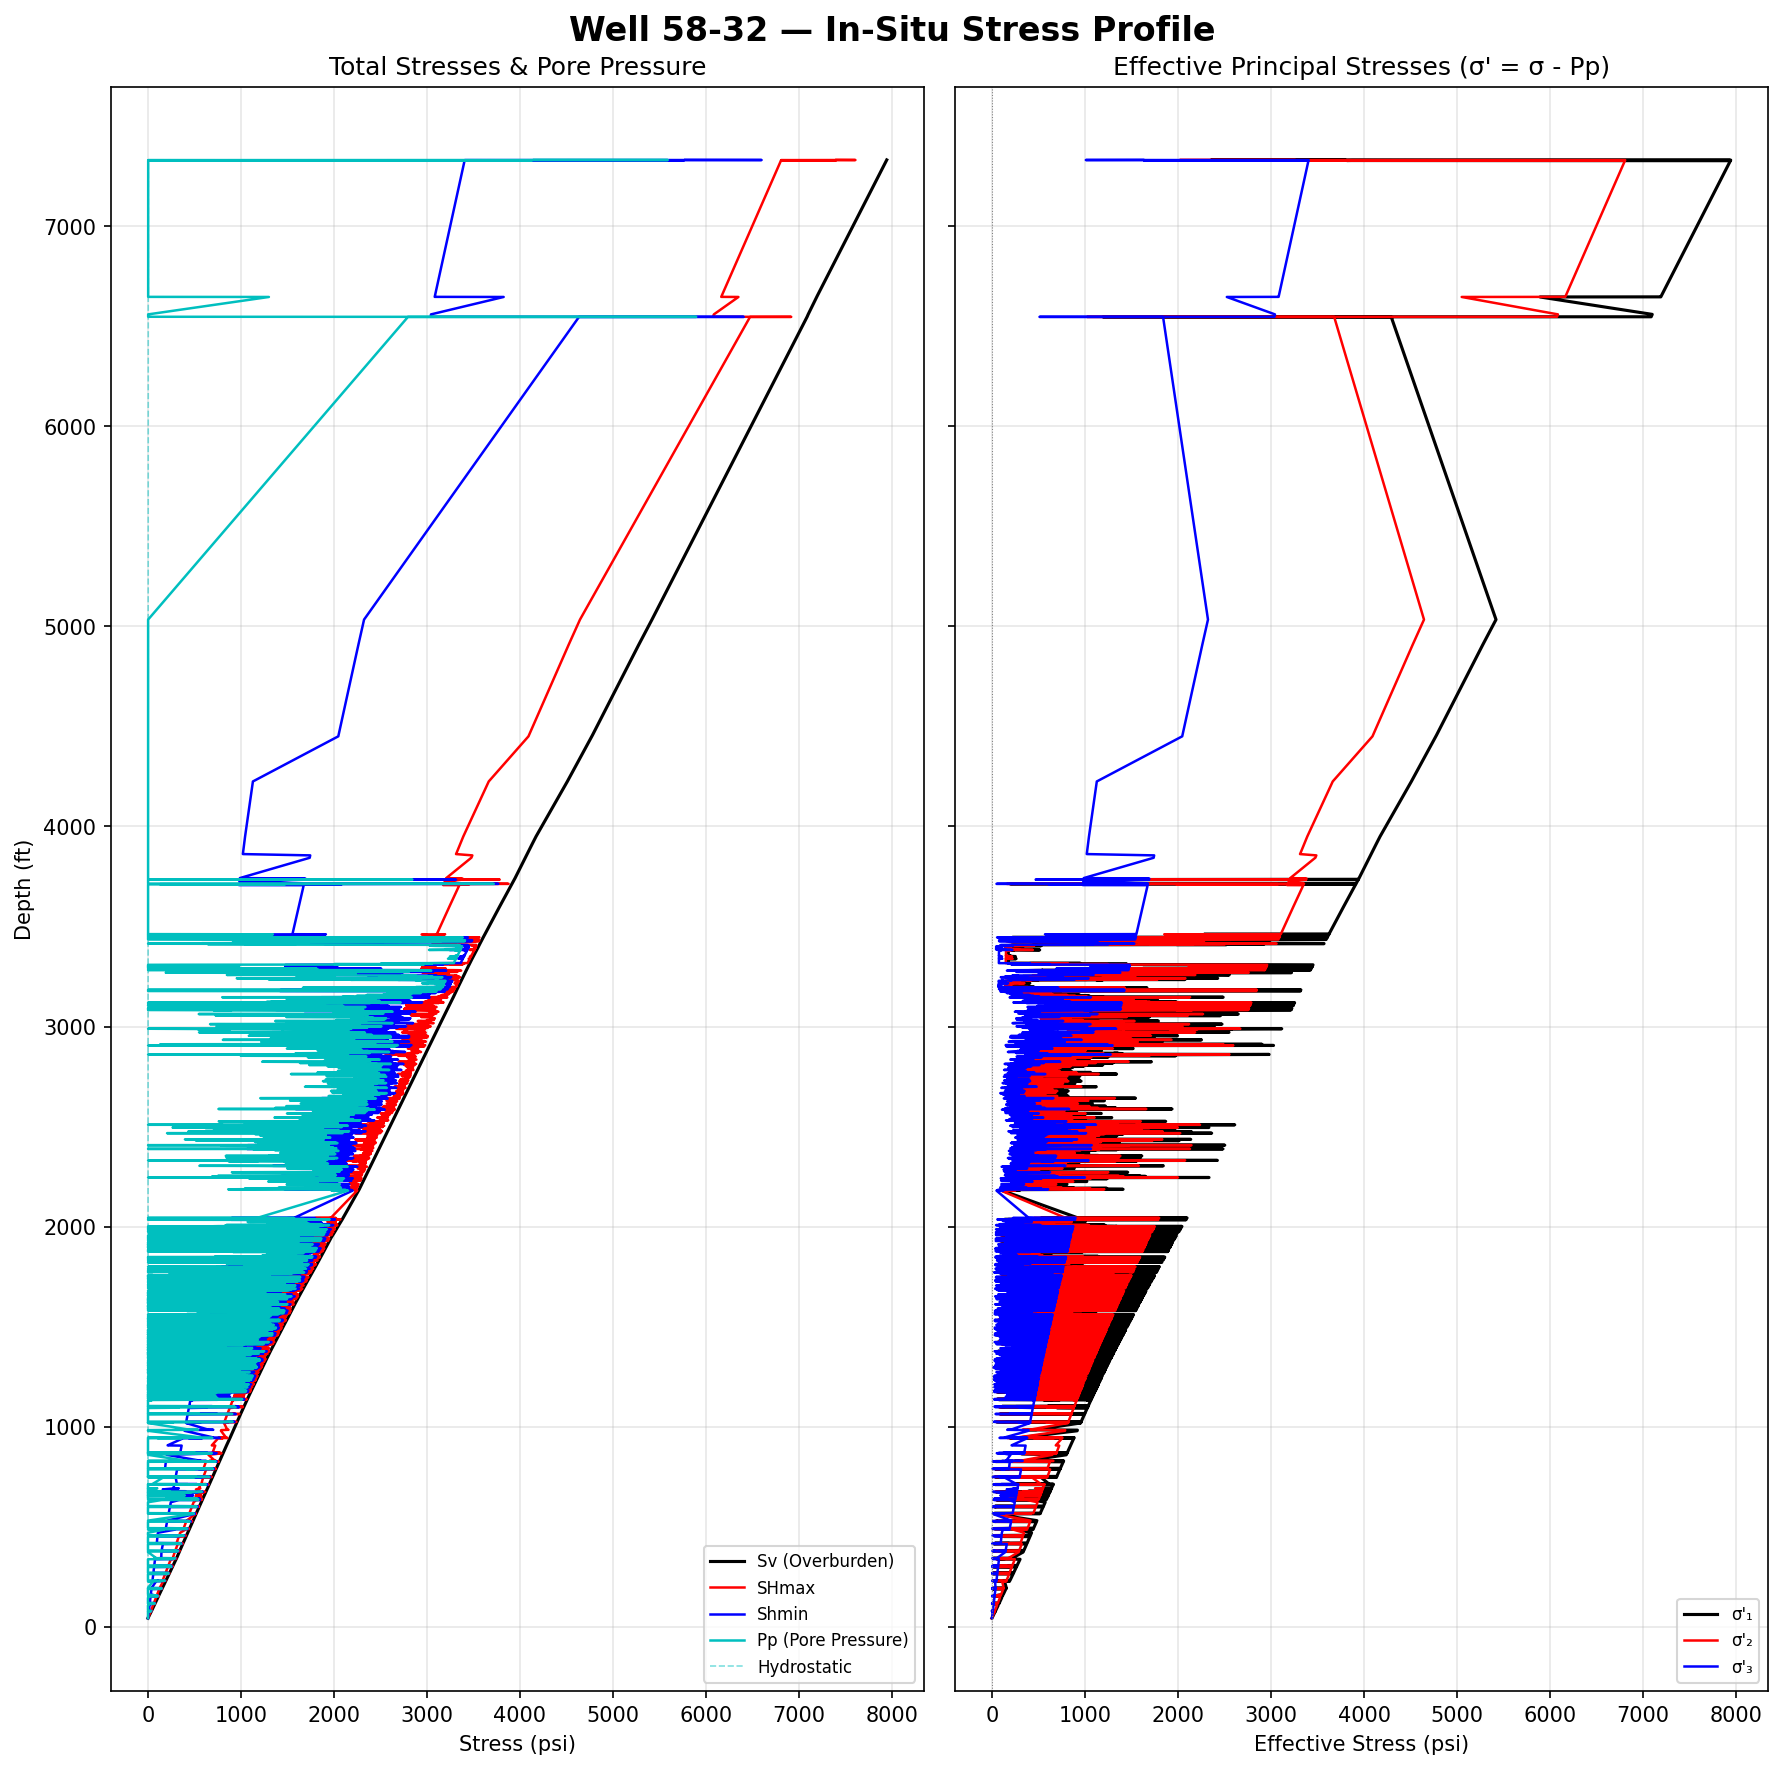 Well 58-32 — In-Situ Stress Profile
Total Stresses & Pore Pressure
Depth (ft)
7000
6000
5000
4000
3000
2000
1000
0
Sv (Overburden)
SHmax
Shmin
Pp (Pore Pressure)
Hydrostatic
0 1000 2000 3000 4000 5000 6000 7000 8000
Stress (psi)
Effective Principal Stresses (σ' = σ - Pp)
σ'₁
σ'₂
σ'₃
0 1000 2000 3000 4000 5000 6000 7000 8000
Effective Stress (psi)